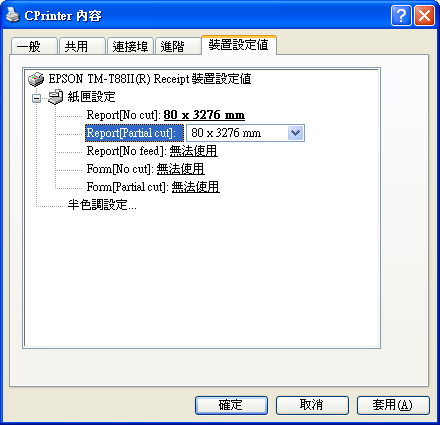 CPrinter 內容
一般 共用 連接埠 進階 裝置設定值
EPSON TM-T88II(R) Receipt 裝置設定值
紙匣設定
Report[No cut]: 80 x 3276 mm
Report[Partial cut]: 80 x 3276 mm
Report[No feed]: 無法使用
Form[No cut]: 無法使用
Form[Partial cut]: 無法使用
半色調設定...
確定 取消 套用(A)